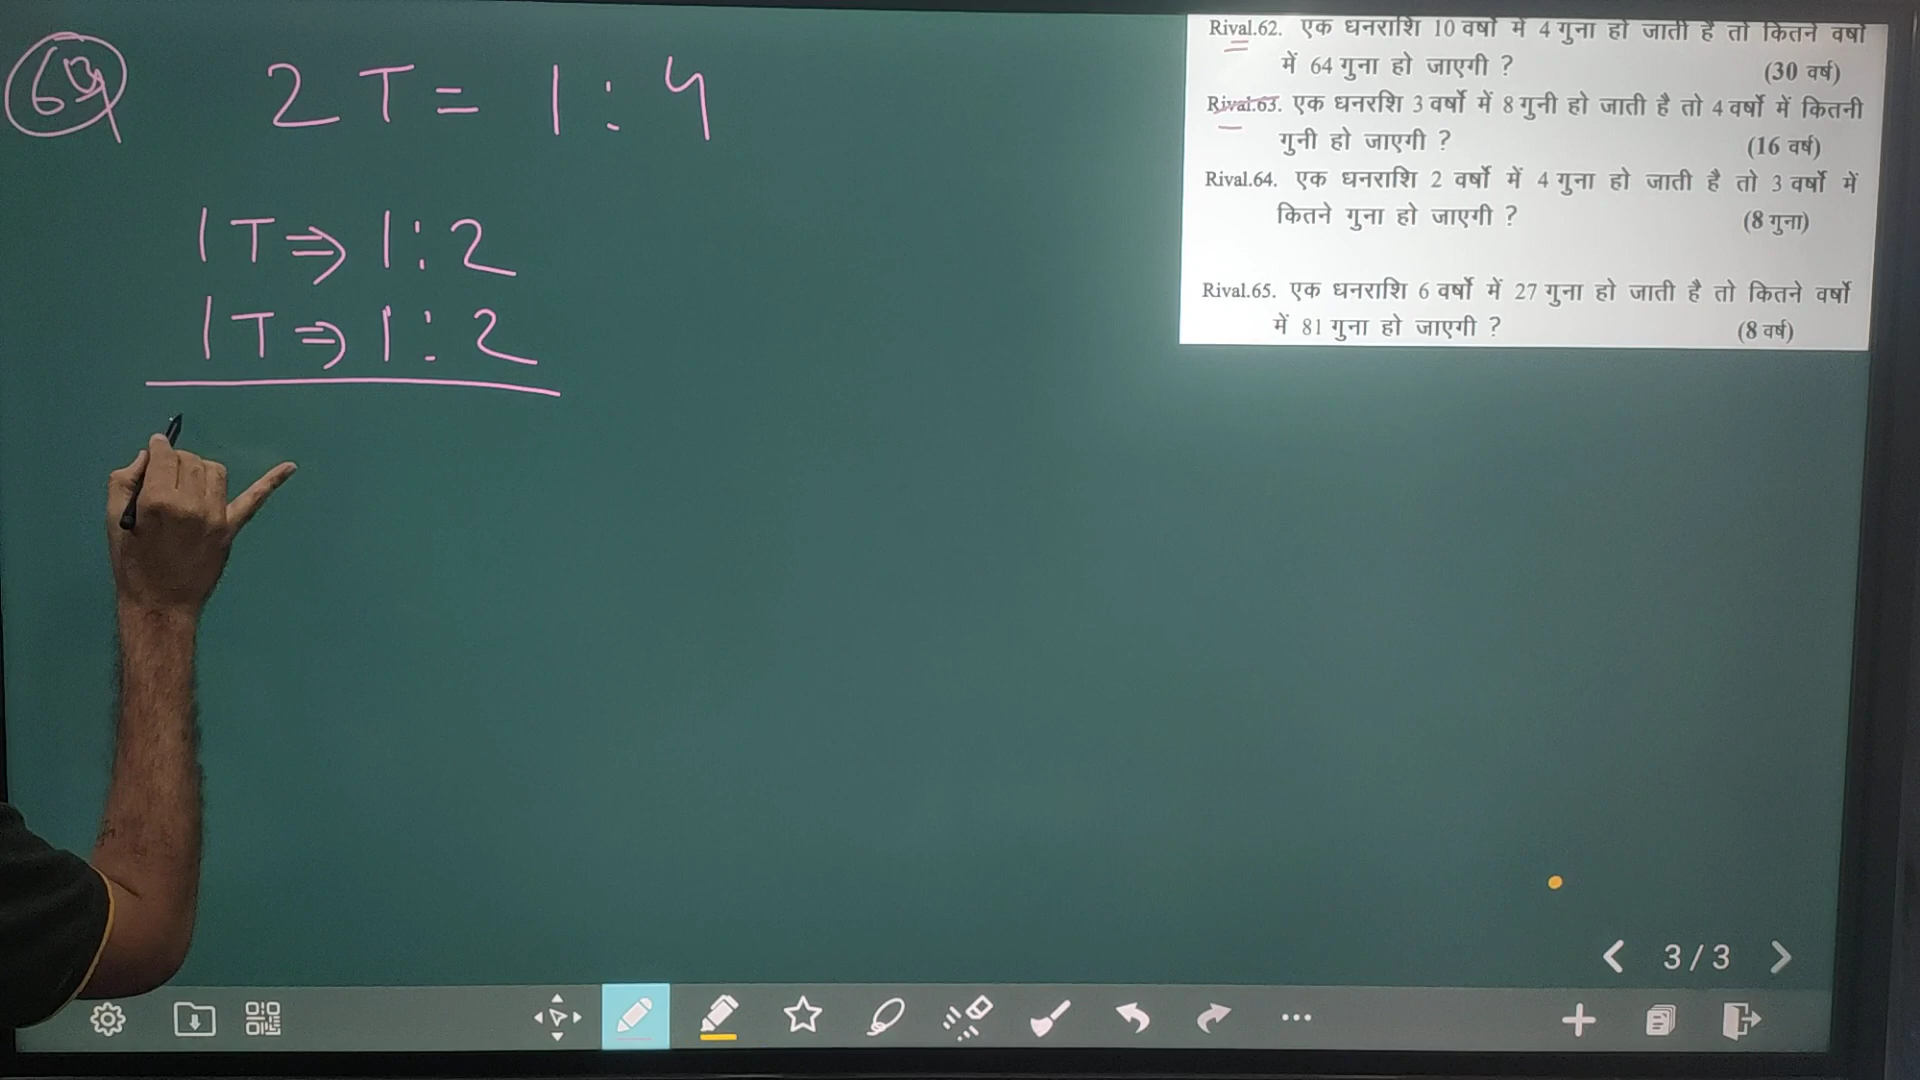 64
2T = 1 : 4
1T ⇒ 1 : 2
1T ⇒ 1 : 2
Rival.62. एक धनराशि 10 वर्षों में 4 गुना हो जाती है तो कितने वर्षों
में 64 गुना हो जाएगी ?
(30 वर्ष)
Rival.63. एक धनरशि 3 वर्षो में 8 गुनी हो जाती है तो 4 वर्षो में कितनी
गुनी हो जाएगी ?
(16 वर्ष)
Rival.64. एक धनराशि 2 वर्षो में 4 गुना हो जाती है तो 3 वर्षो में
कितने गुना हो जाएगी ?
(8 गुना)
Rival.65. एक धनराशि 6 वर्षो में 27 गुना हो जाती है तो कितने वर्षो
में 81 गुना हो जाएगी ?
(8 वर्ष)
3/3